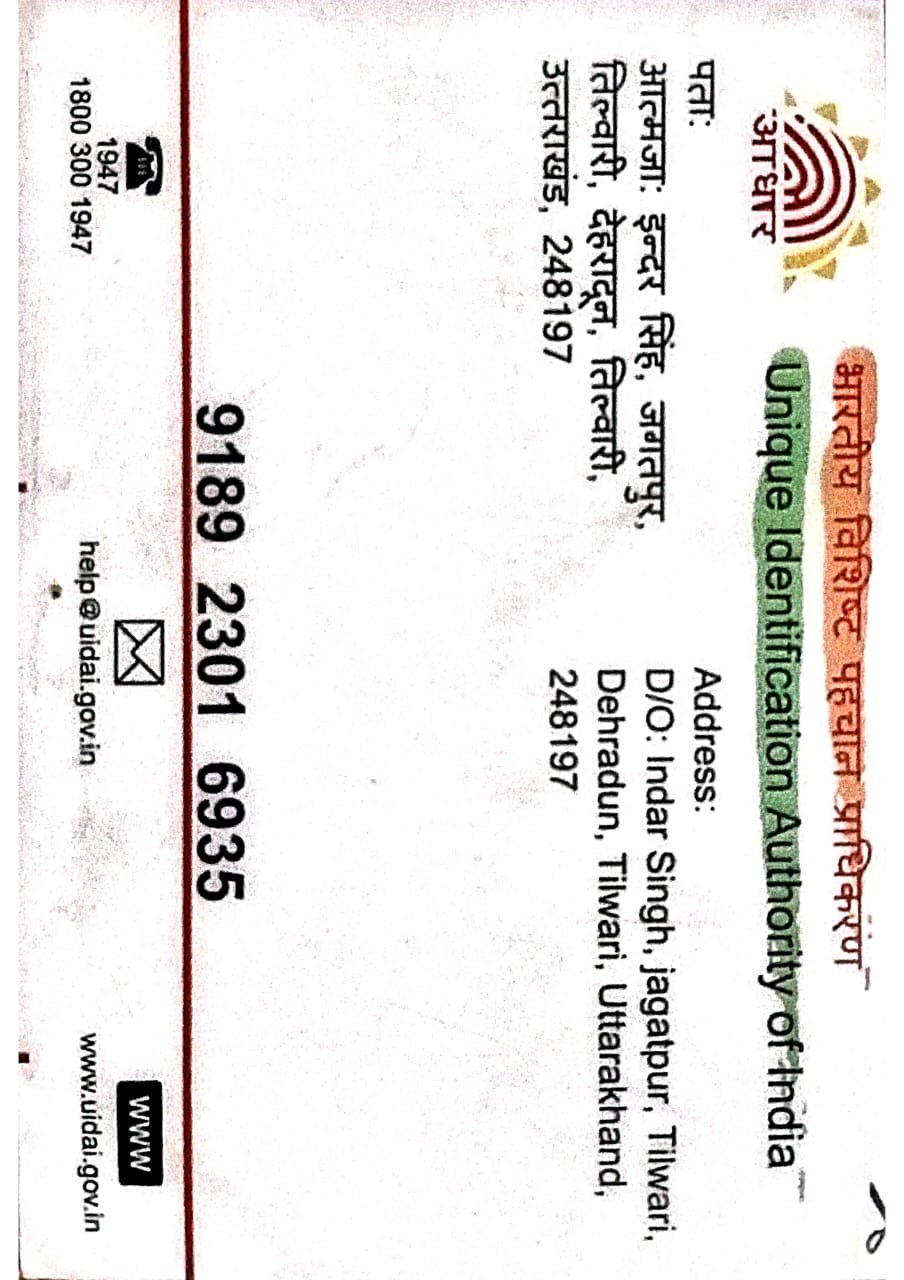 भारतीय विशिष्ट पहचान प्राधिकरण
Unique Identification Authority of India
आधार
पता:
आत्मजा: इन्दर सिंह, जगतपुर,
तिल्वारी, देहरादून, तिल्वारी,
उत्तराखंड, 248197
Address:
D/O: Indar Singh, jagatpur, Tilwari,
Dehradun, Tilwari, Uttarakhand,
248197
9189 2301 6935
1947
1800 300 1947
help@uidai.gov.in
www
www.uidai.gov.in